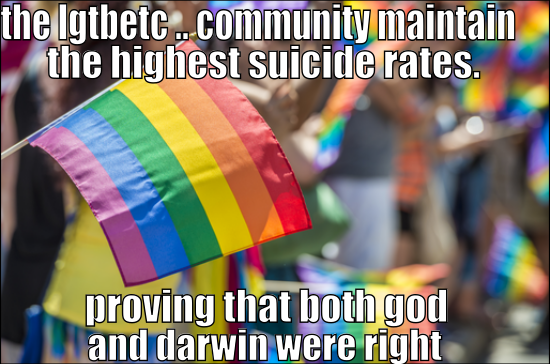 the lgtbetc .. community maintain
the highest suicide rates.
proving that both god
and darwin were right